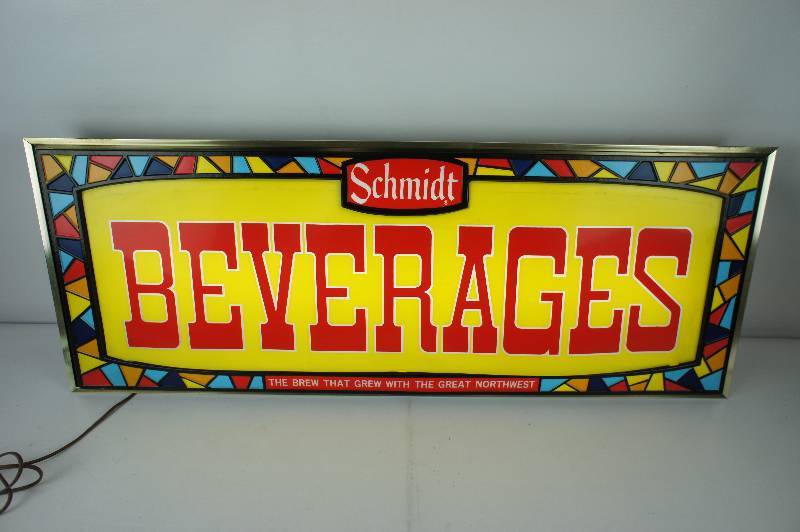 Schmidt
BEVERAGES
THE BREW THAT GREW WITH THE GREAT NORTHWEST